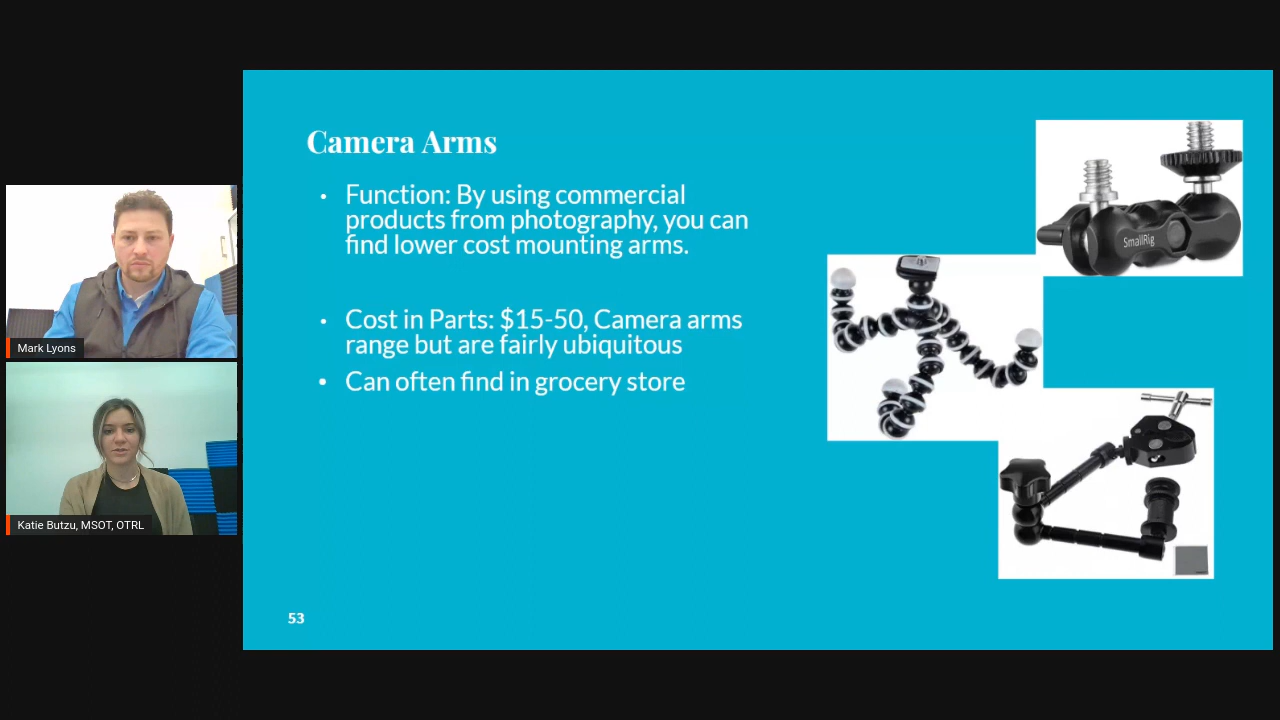 Camera Arms
• Function: By using commercial
products from photography, you can
find lower cost mounting arms.
• Cost in Parts: $15-50, Camera arms
range but are fairly ubiquitous
• Can often find in grocery store
SmallRig
Mark Lyons
Katie Butzu, MSOT, OTRL
53